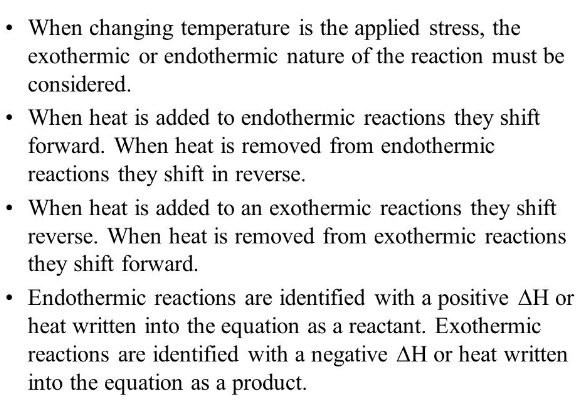 • When changing temperature is the applied stress, the
exothermic or endothermic nature of the reaction must be
considered.
• When heat is added to endothermic reactions they shift
forward. When heat is removed from endothermic
reactions they shift in reverse.
• When heat is added to an exothermic reactions they shift
reverse. When heat is removed from exothermic reactions
they shift forward.
• Endothermic reactions are identified with a positive ΔH or
heat written into the equation as a reactant. Exothermic
reactions are identified with a negative ΔH or heat written
into the equation as a product.